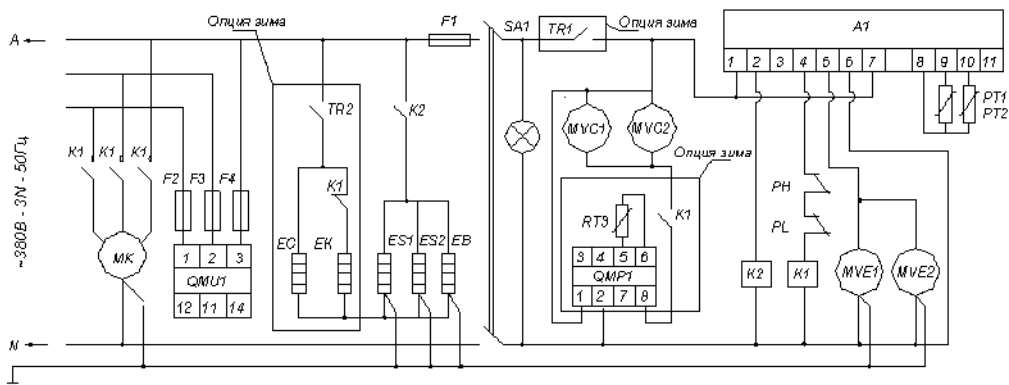 Опция зима
F1
SA1
TR1
Опция зима
A1
A
1 2 3 4 5 6 7 8 9 10 11
PT1
PT2
TR2
K2
MVC1 MVC2
Опция зима
~380В - 3N - 50Гц
K1 K1 K1
F2 F3 F4
K1
PH
RT3
K1
PL
MK
1 2 3
QMU1
12 11 14
EC EK ES1 ES2 EB
3 4 5 6
QMP1
1 2 7 8
K2 K1 MVE1 MVE2
N